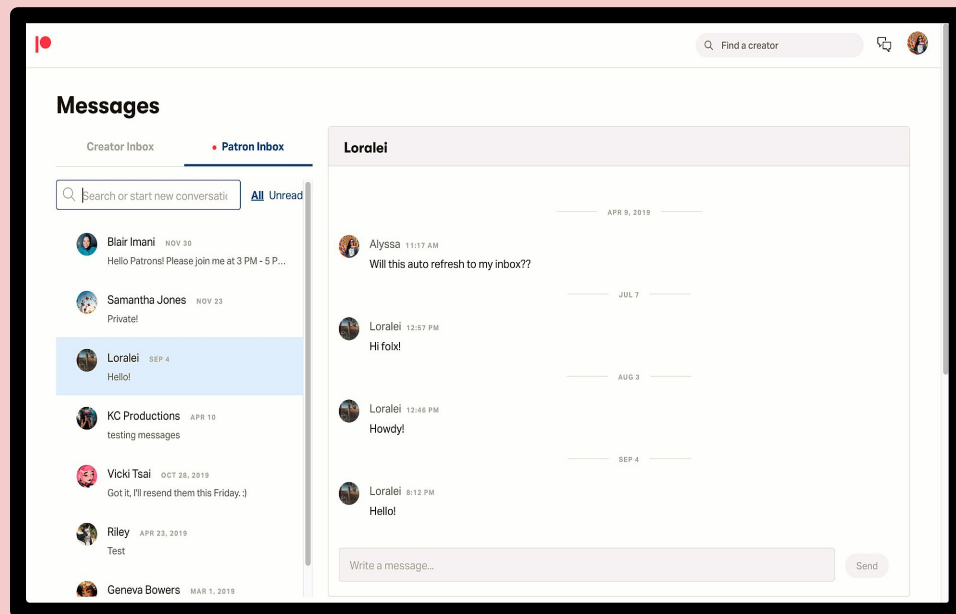 Find a creator
Messages
Creator Inbox
Patron Inbox
Search or start new conversatic
All Unread
Blair Imani NOV 30
Hello Patrons! Please join me at 3 PM - 5 P...
Samantha Jones NOV 23
Private!
Loralei SEP 4
Hello!
KC Productions APR 10
testing messages
Vicki Tsai OCT 28, 2019
Got it, I'll resend them this Friday. :)
Riley APR 23, 2019
Test
Geneva Bowers MAR 1, 2019
Loralei
APR 9, 2019
Alyssa 11:17 AM
Will this auto refresh to my inbox??
JUL 7
Loralei 12:57 PM
Hi folx!
AUG 3
Loralei 12:46 PM
Howdy!
SEP 4
Loralei 8:12 PM
Hello!
Write a message...
Send